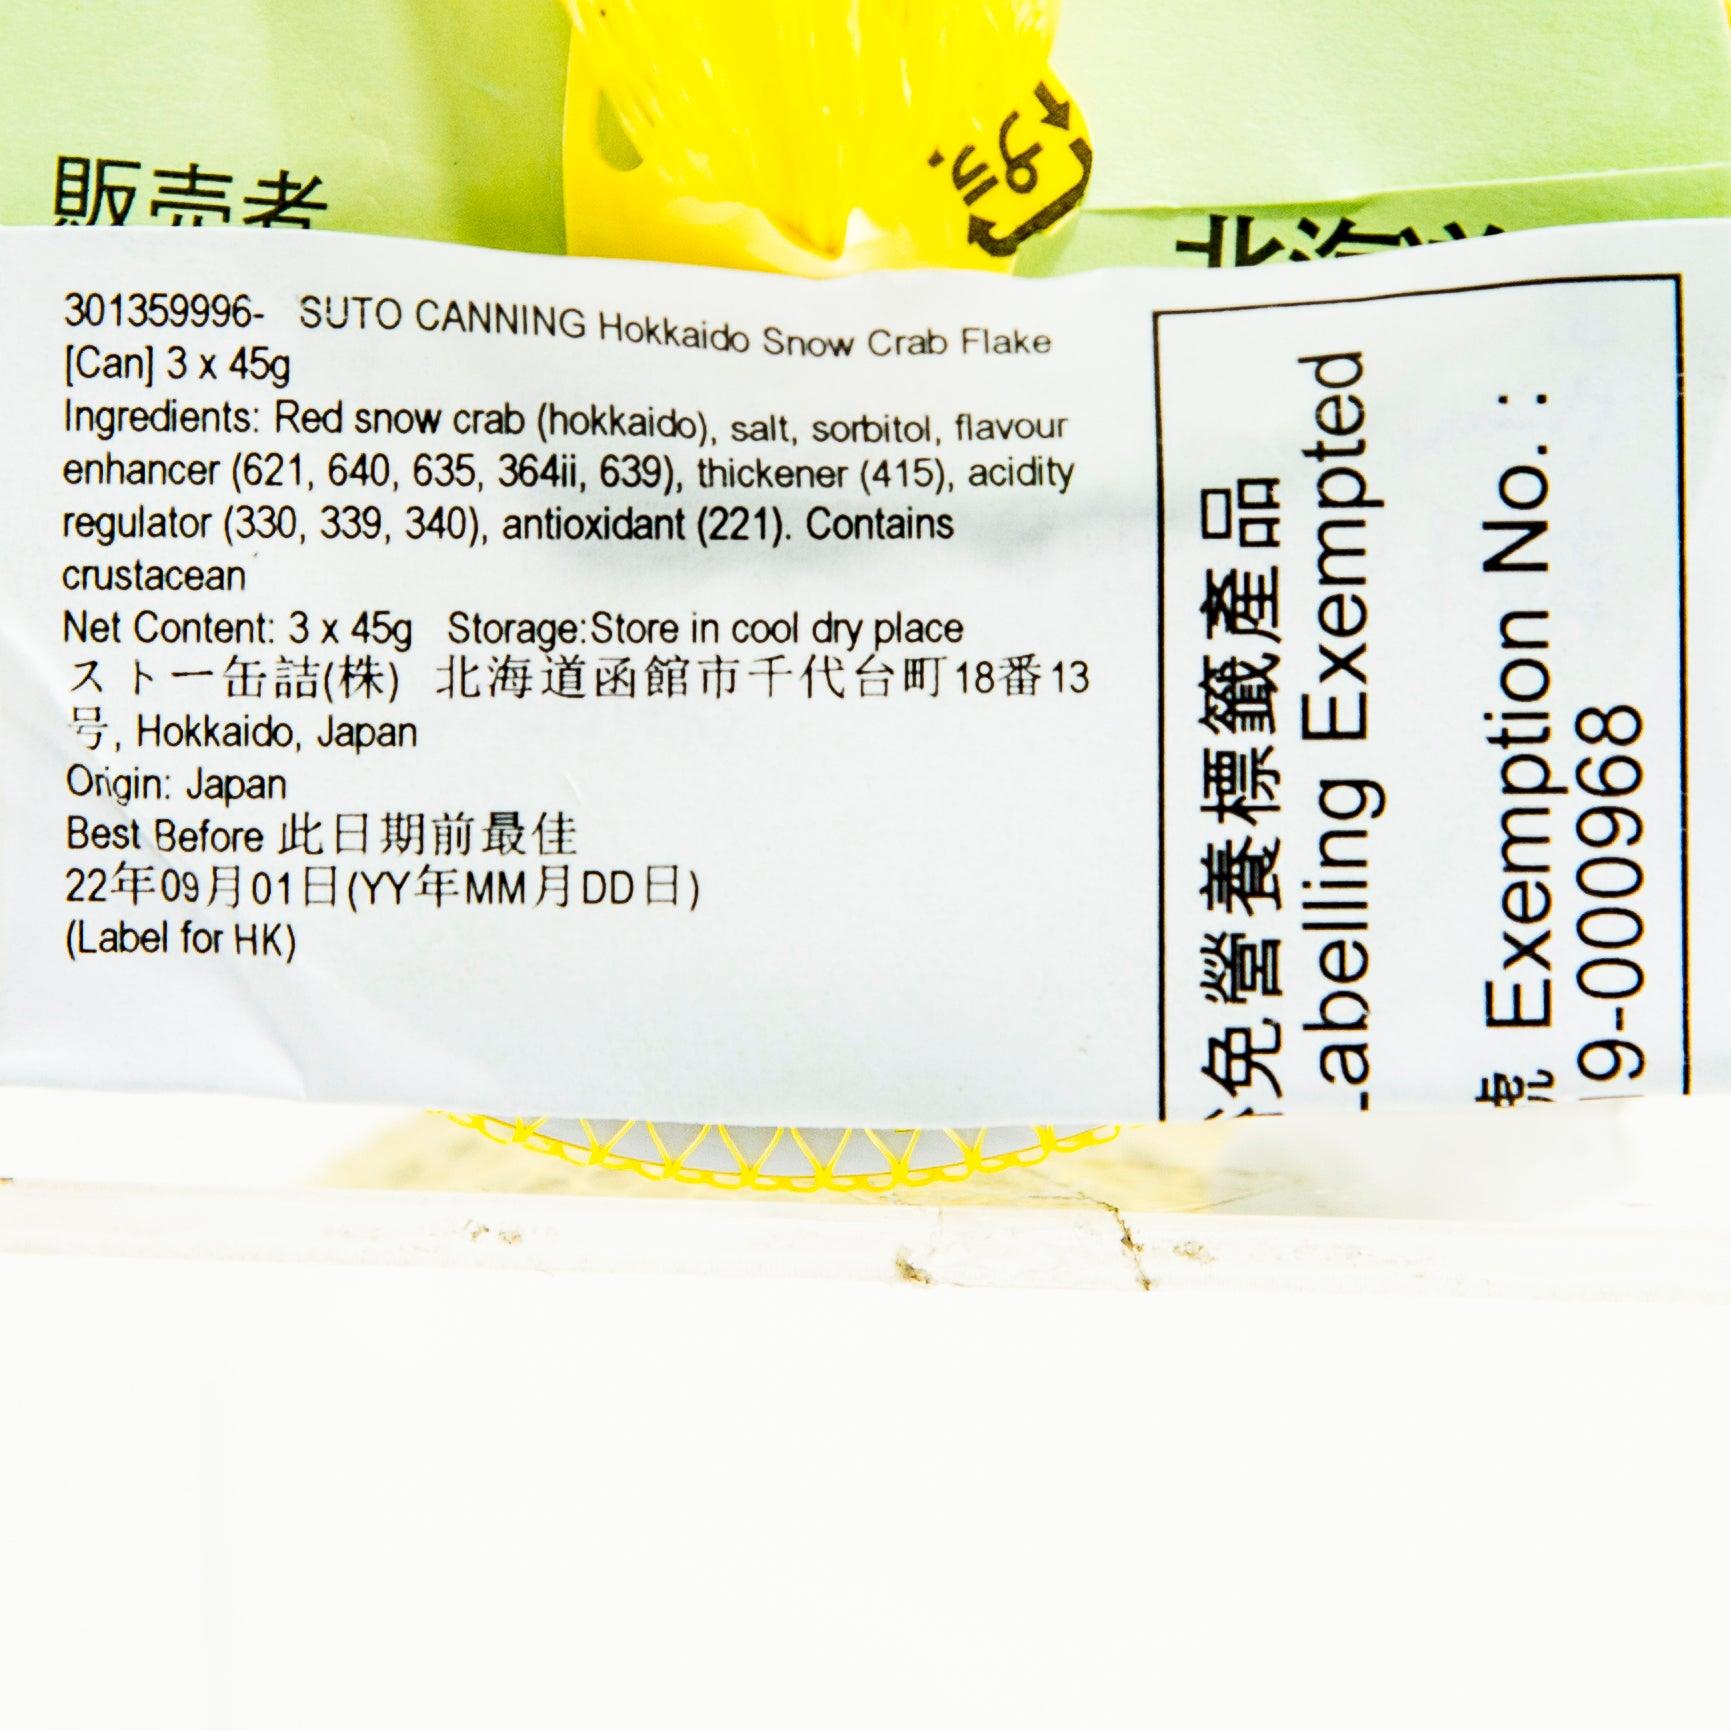 販売者
北海道
301359996- SUTO CANNING Hokkaido Snow Crab Flake
[Can] 3 x 45g
Ingredients: Red snow crab (hokkaido), salt, sorbitol, flavour
enhancer (621, 640, 635, 364ii, 639), thickener (415), acidity
regulator (330, 339, 340), antioxidant (221). Contains
crustacean
Net Content: 3 x 45g Storage:Store in cool dry place
ストー缶詰(株) 北海道函館市千代台町18番13
号, Hokkaido, Japan
Origin: Japan
Best Before 此日期前最佳
22年09月01日(YY年MM月DD日)
(Label for HK)
免營養標籤產品
Labelling Exempted
號 Exemption No. :
9-000968